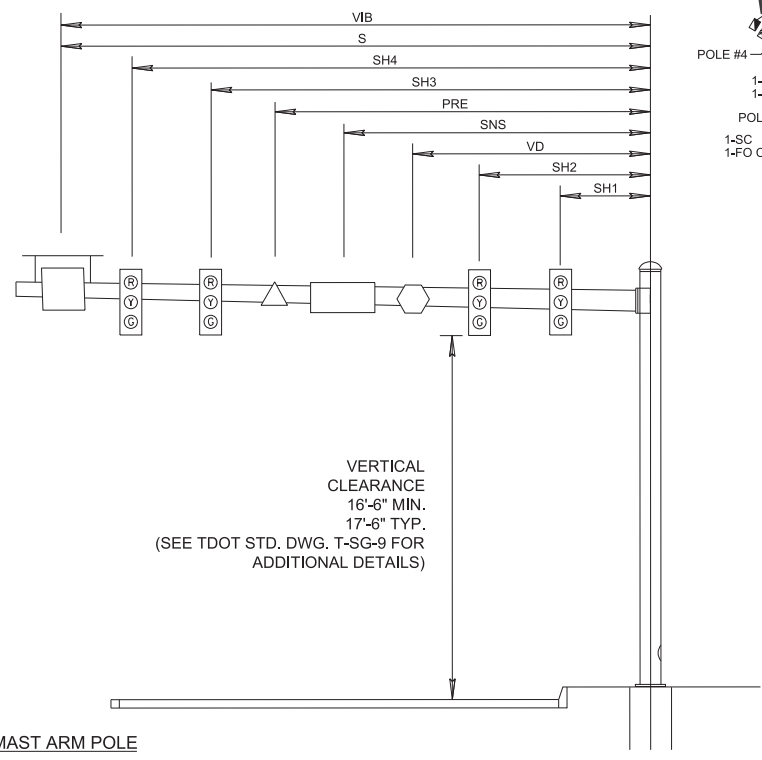 VIB
S
SH4
SH3
PRE
SNS
VD
SH2
SH1
POLE #4
1-
1-
POL
1-SC
1-FO C
R
Y
G
R
Y
G
R
Y
G
R
Y
G
VERTICAL
CLEARANCE
16'-6" MIN.
17'-6" TYP.
(SEE TDOT STD. DWG. T-SG-9 FOR
ADDITIONAL DETAILS)
MAST ARM POLE